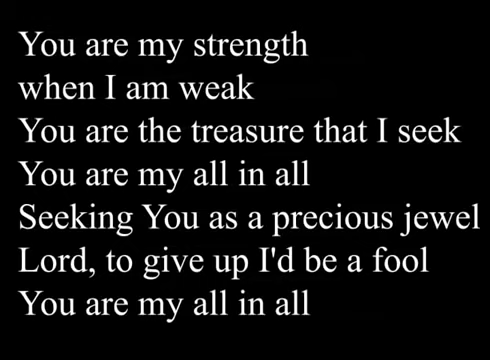 You are my strength
when I am weak
You are the treasure that I seek
You are my all in all
Seeking You as a precious jewel
Lord, to give up I'd be a fool
You are my all in all